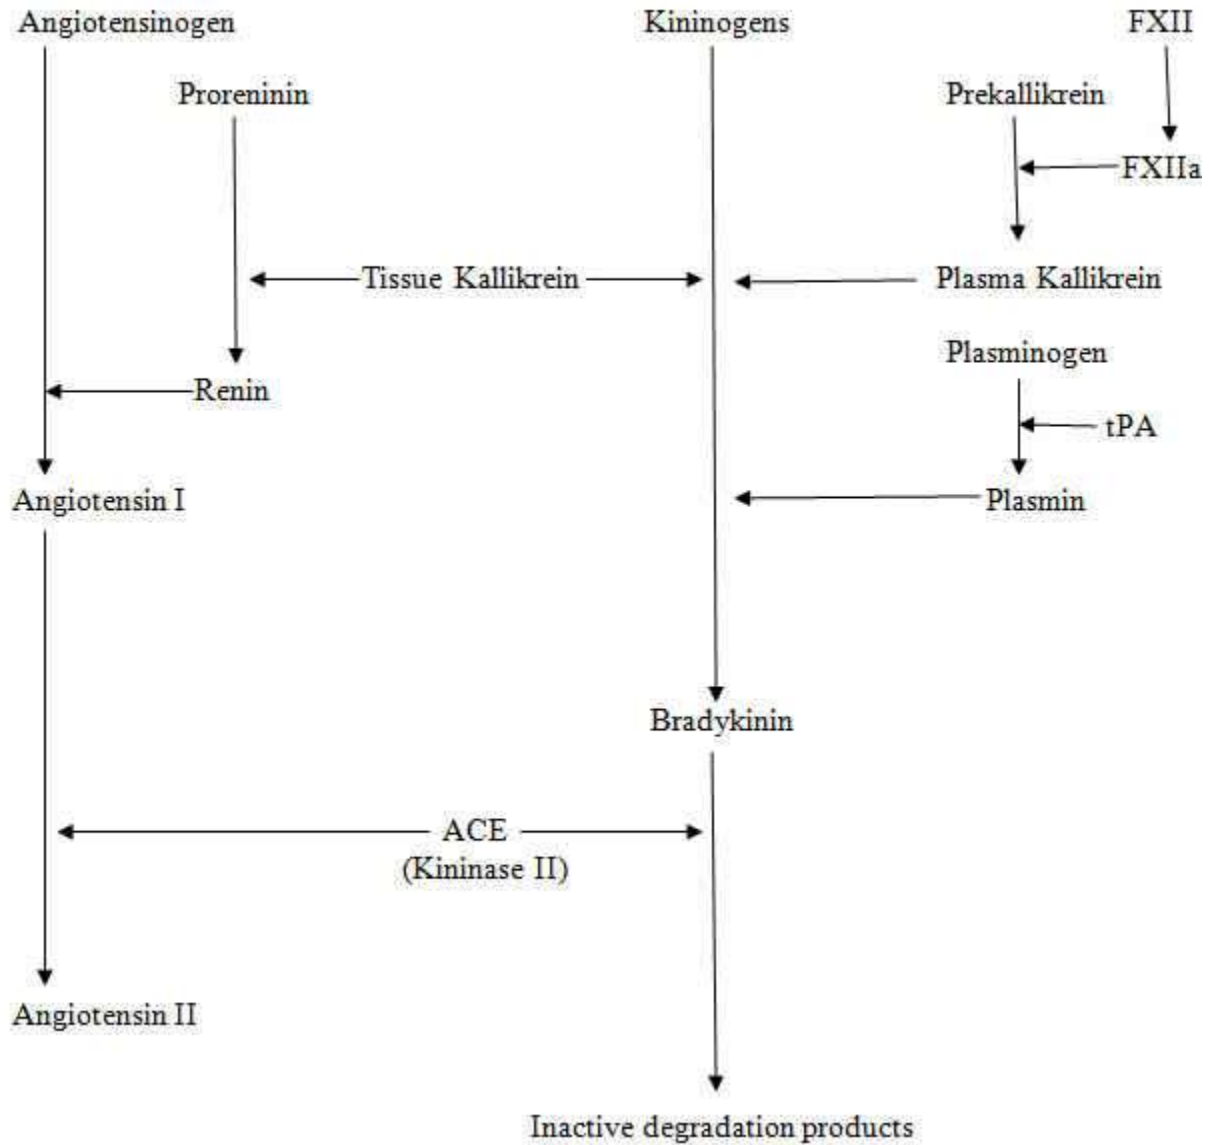 Angiotensinogen
Kininogens
FXII
Proreninin
Prekallikrein
FXIIa
Tissue Kallikrein
Plasma Kallikrein
Plasminogen
Renin
tPA
Angiotensin I
Plasmin
Bradykinin
ACE
(Kininase II)
Angiotensin II
Inactive degradation products